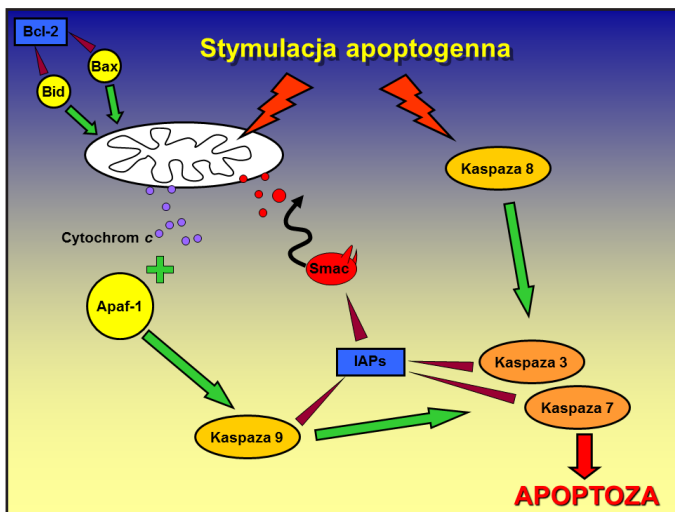 Bcl-2
Stymulacja apoptogenna
Bax
Bid
Kaspaza 8
Cytochrom c
Smac
Apaf-1
IAPs
Kaspaza 3
Kaspaza 7
Kaspaza 9
APOPTOZA